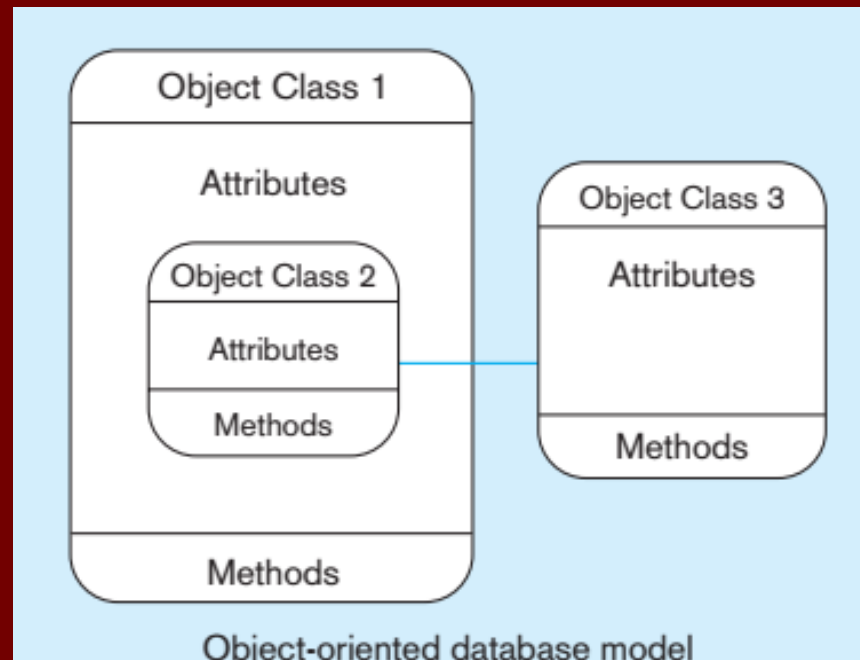 Object Class 1
Attributes
Object Class 2
Attributes
Methods
Methods
Object Class 3
Attributes
Methods
Object-oriented database model